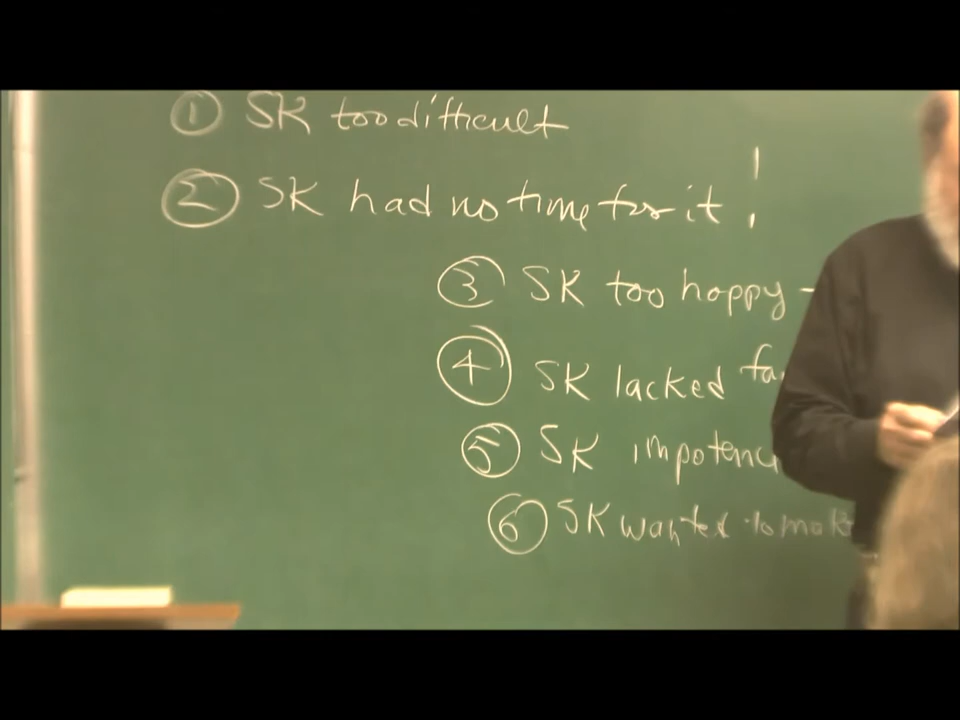 ① SK too difficult
② SK had no time for it !
③ SK too happy -
④ SK lacked fa
⑤ SK impotenc
⑥ SK wanted to mak